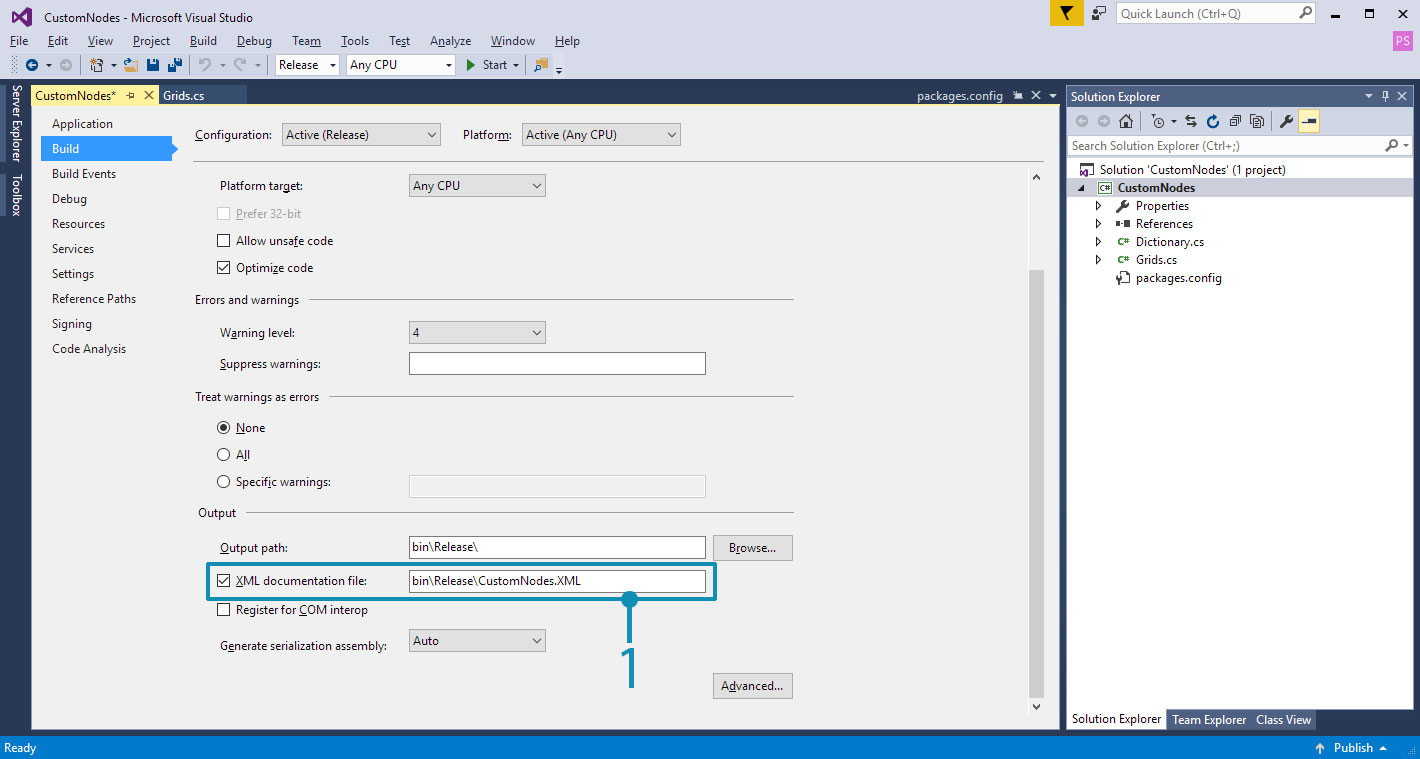 CustomNodes - Microsoft Visual Studio
Quick Launch (Ctrl+Q)
File Edit View Project Build Debug Team Tools Test Analyze Window Help
PS
Release Any CPU Start
Server Explorer
Toolbox
CustomNodes* Grids.cs packages.config
Application
Build
Build Events
Debug
Resources
Services
Settings
Reference Paths
Signing
Code Analysis
Configuration: Active (Release) Platform: Active (Any CPU)
Platform target: Any CPU
Prefer 32-bit
Allow unsafe code
Optimize code
Errors and warnings
Warning level: 4
Suppress warnings:
Treat warnings as errors
None
All
Specific warnings:
Output
Output path: bin\Release\ Browse...
XML documentation file: bin\Release\CustomNodes.XML
Register for COM interop
Generate serialization assembly: Auto
1
Advanced...
Solution Explorer
Search Solution Explorer (Ctrl+;)
Solution 'CustomNodes' (1 project)
C# CustomNodes
Properties
References
C# Dictionary.cs
C# Grids.cs
packages.config
Solution Explorer Team Explorer Class View
Ready
Publish